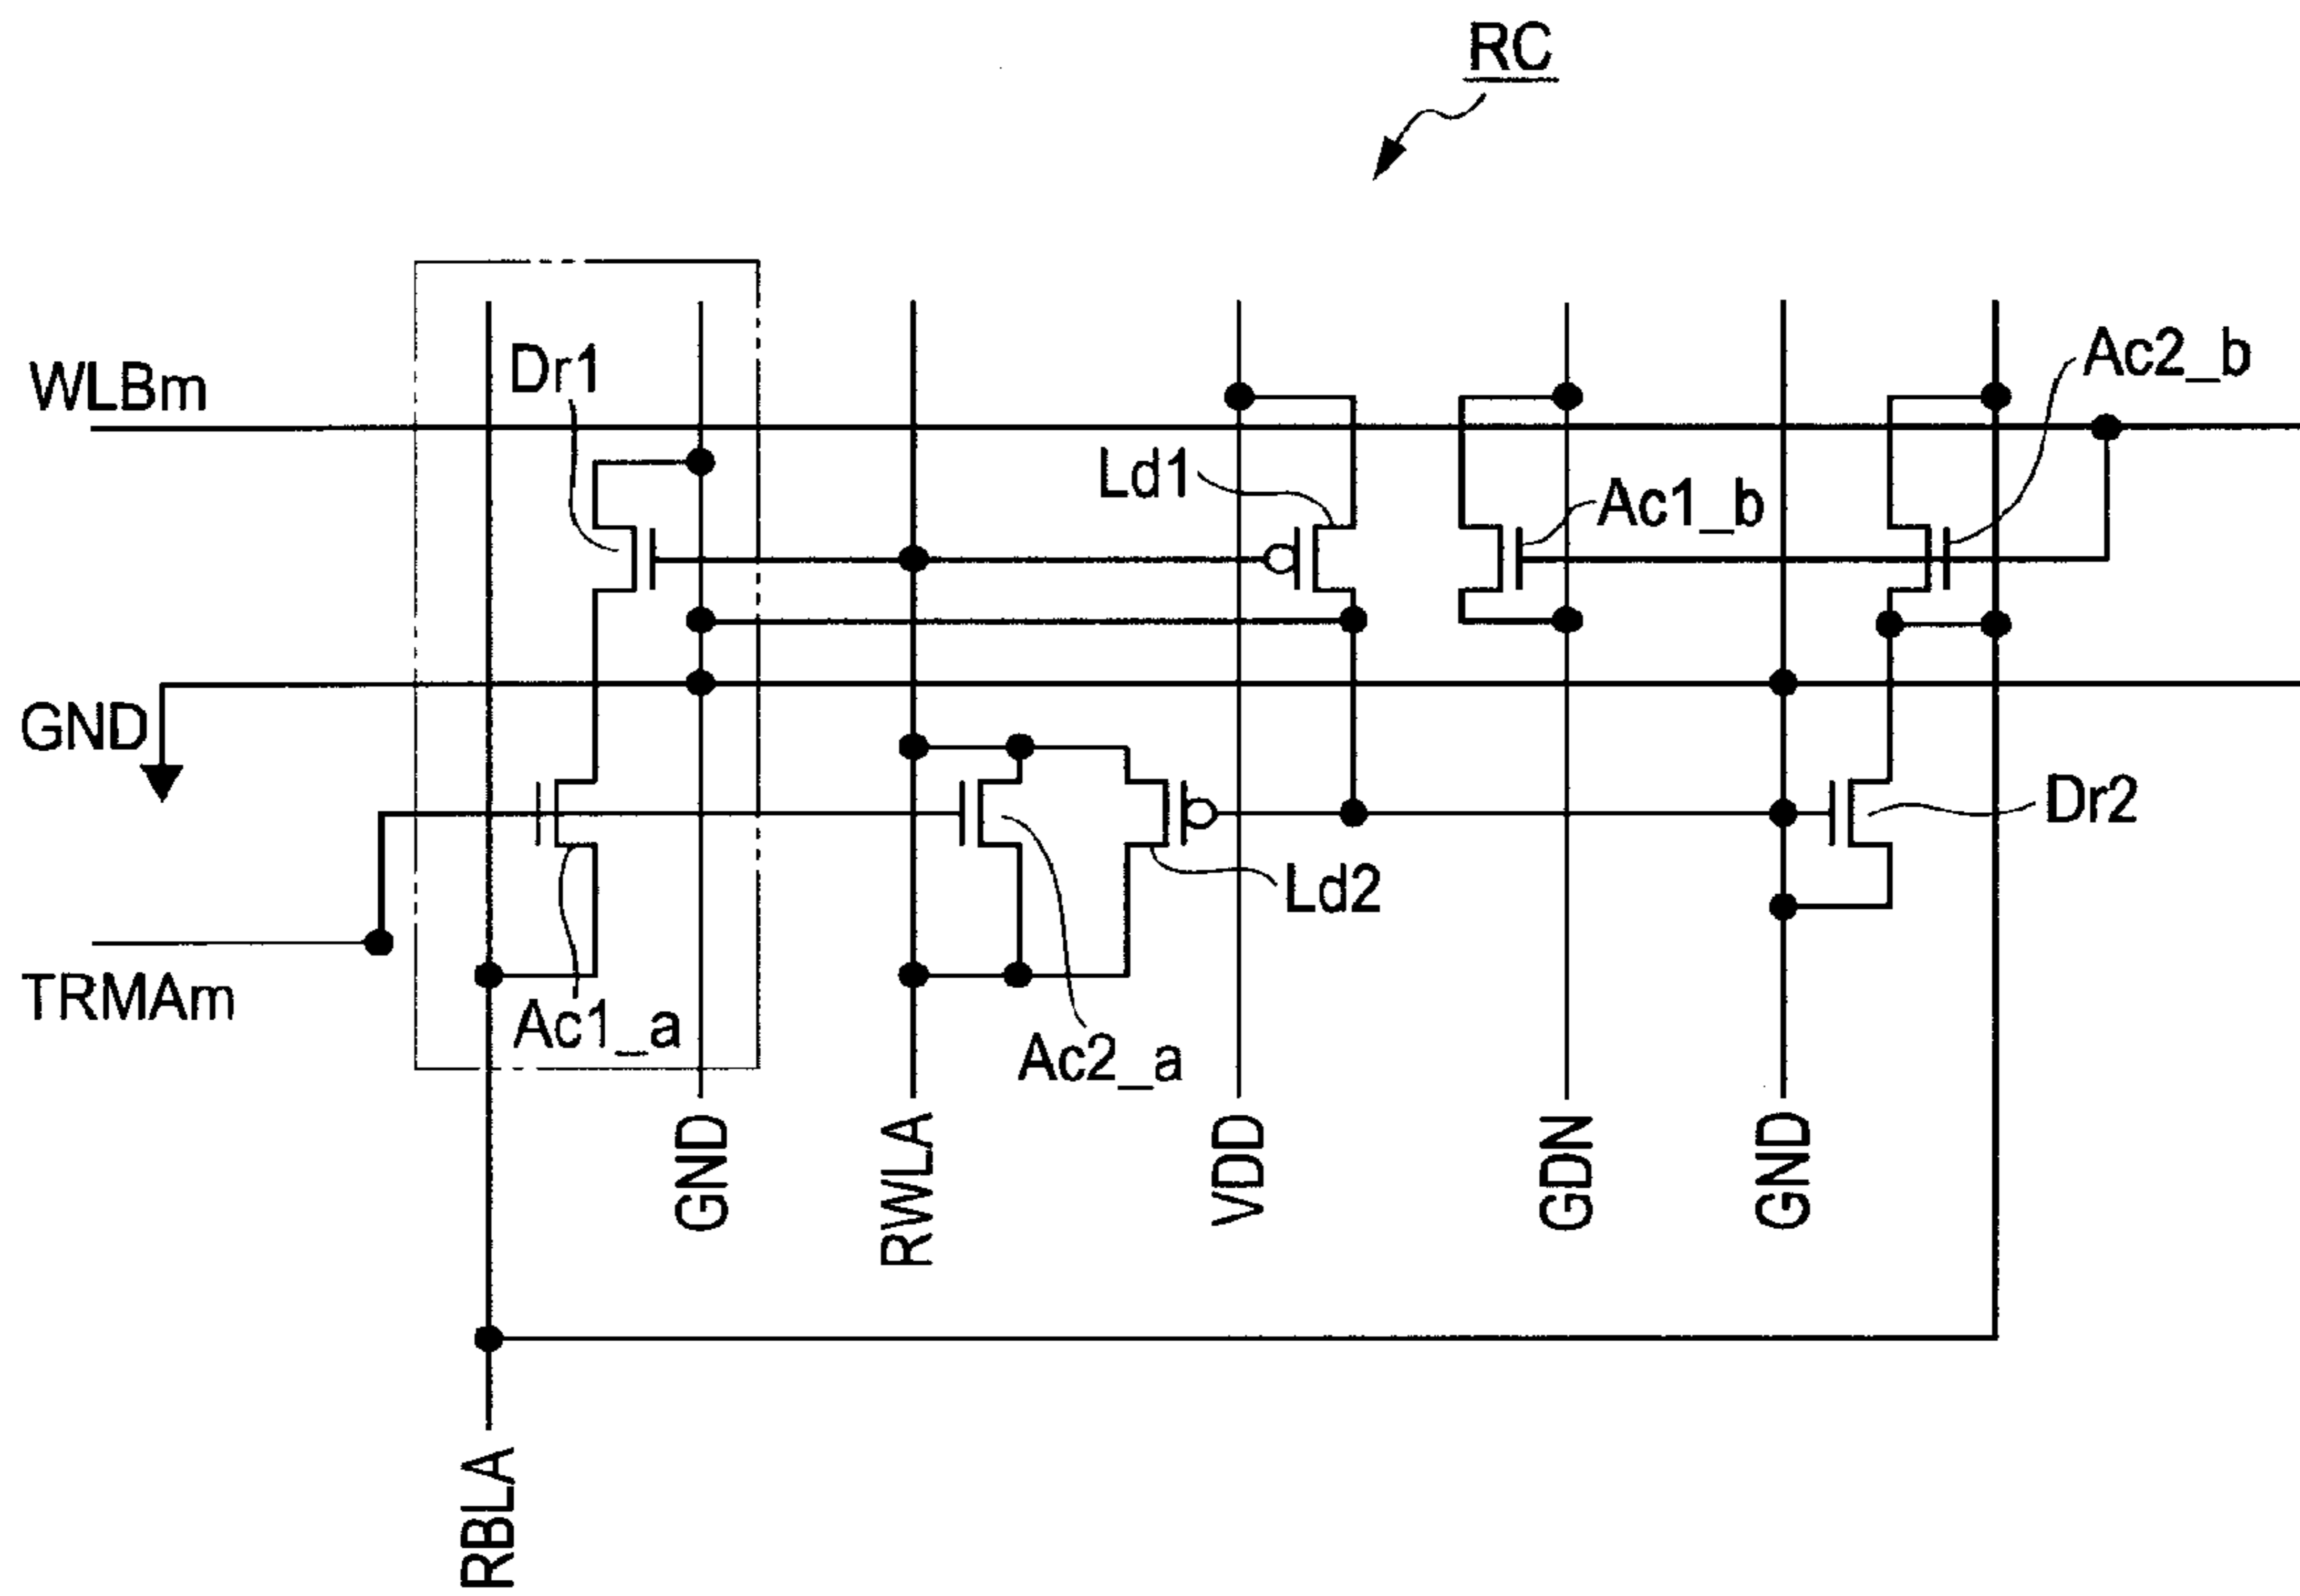 RC
Dr1
Ac2_b
WLBm
Ld1
Ac1_b
GND
Dr2
Ld2
TRMAm
Ac1_a
Ac2_a
GND
RWLA
VDD
GDN
GND
RBLA